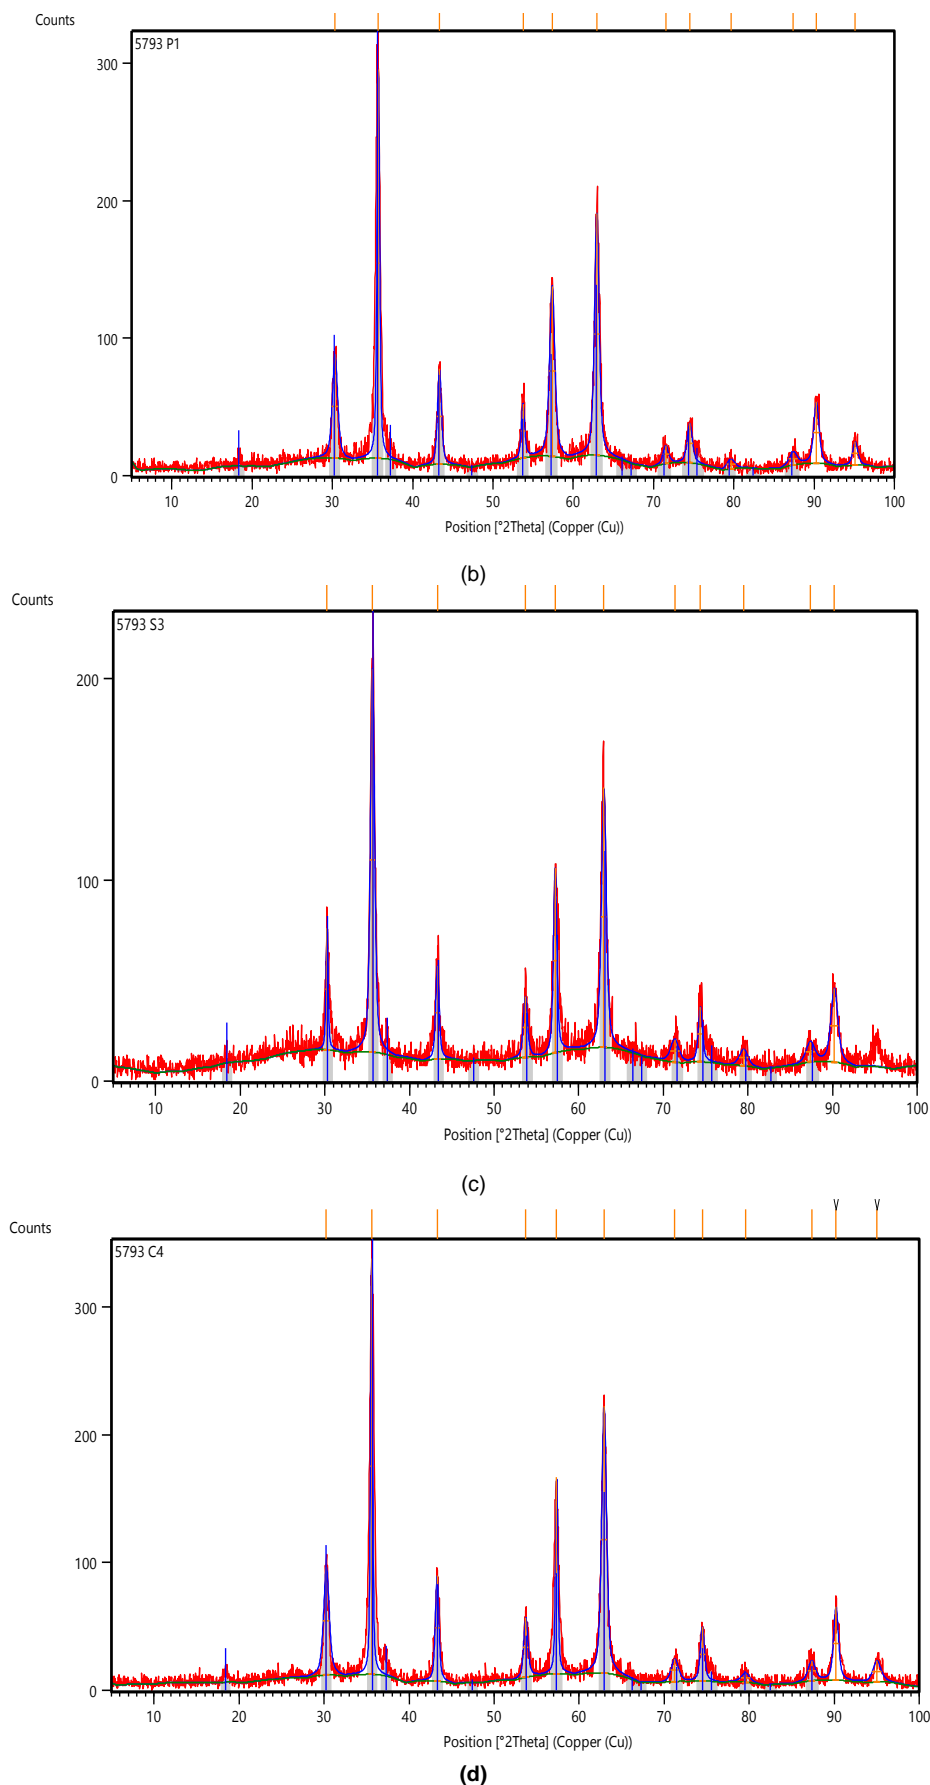 Counts
5793 P1
300
200
100
0
10 20 30 40 50 60 70 80 90 100
Position [°2Theta] (Copper (Cu))
(b)
Counts
5793 S3
200
100
0
10 20 30 40 50 60 70 80 90 100
Position [°2Theta] (Copper (Cu))
(c)
V V
Counts
5793 C4
300
200
100
0
10 20 30 40 50 60 70 80 90 100
Position [°2Theta] (Copper (Cu))
(d)